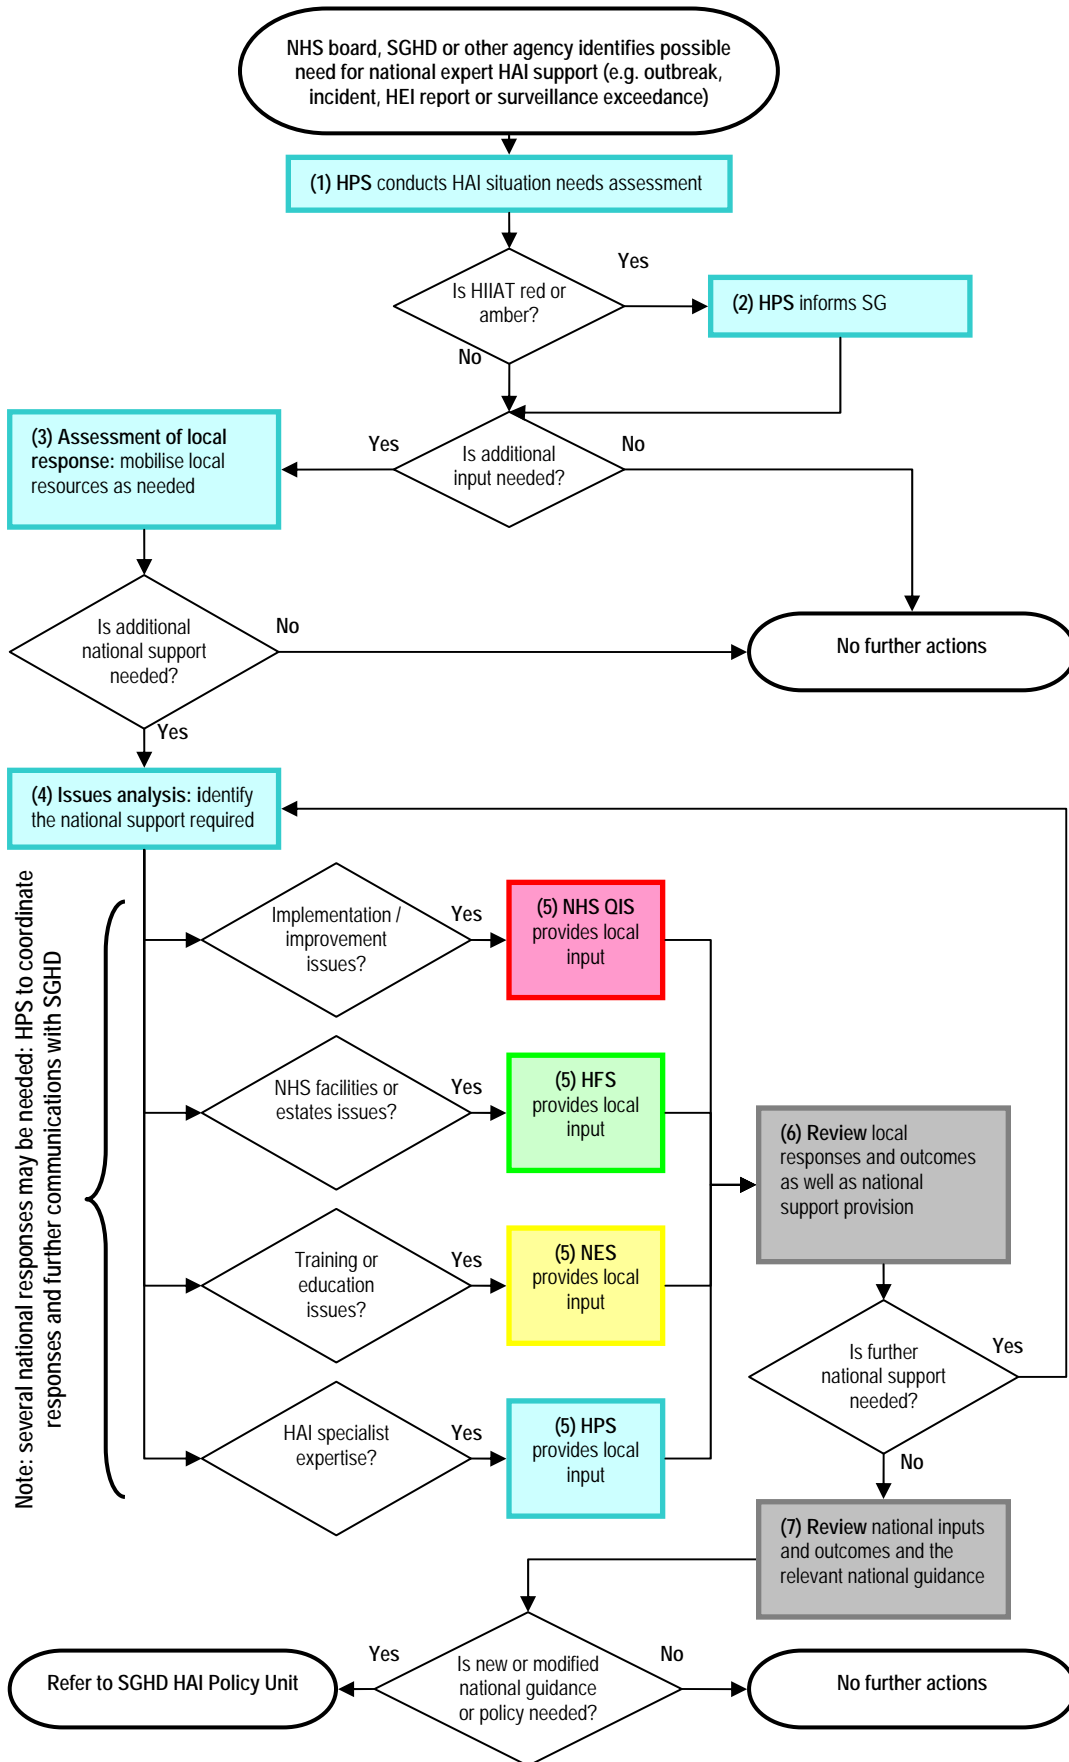 NHS board, SGHD or other agency identifies possible
need for national expert HAI support (e.g. outbreak,
incident, HEI report or surveillance exceedance)
(1) HPS conducts HAI situation needs assessment
Is HIIAT red or
amber?
Yes
(2) HPS informs SG
No
(3) Assessment of local
response: mobilise local
resources as needed
Yes
Is additional
input needed?
No
Is additional
national support
needed?
No
No further actions
Yes
(4) Issues analysis: identify
the national support required
Note: several national responses may be needed: HPS to coordinate
responses and further communications with SGHD
Implementation /
improvement
issues?
Yes
(5) NHS QIS
provides local
input
NHS facilities or
estates issues?
Yes
(5) HFS
provides local
input
(6) Review local
responses and outcomes
as well as national
support provision
Training or
education
issues?
Yes
(5) NES
provides local
input
Is further
national support
needed?
Yes
HAI specialist
expertise?
Yes
(5) HPS
provides local
input
No
(7) Review national inputs
and outcomes and the
relevant national guidance
Refer to SGHD HAI Policy Unit
Yes
Is new or modified
national guidance
or policy needed?
No
No further actions